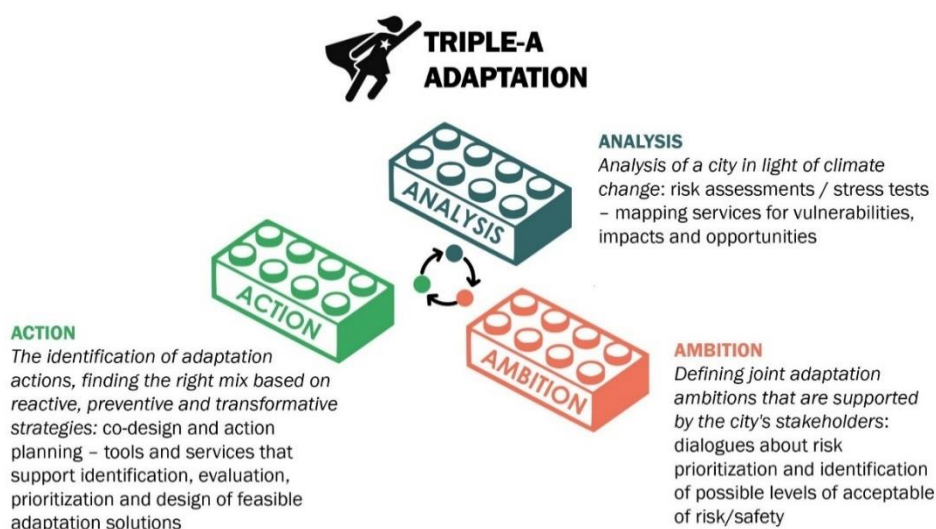 TRIPLE-A
ADAPTATION
ANALYSIS
ANALYSIS
Analysis of a city in light of climate
change: risk assessments / stress tests
– mapping services for vulnerabilities,
impacts and opportunities
ACTION
AMBITION
ACTION
The identification of adaptation
actions, finding the right mix based on
reactive, preventive and transformative
strategies: co-design and action
planning – tools and services that
support identification, evaluation,
prioritization and design of feasible
adaptation solutions
AMBITION
Defining joint adaptation
ambitions that are supported
by the city's stakeholders:
dialogues about risk
prioritization and identification
of possible levels of acceptable
of risk/safety